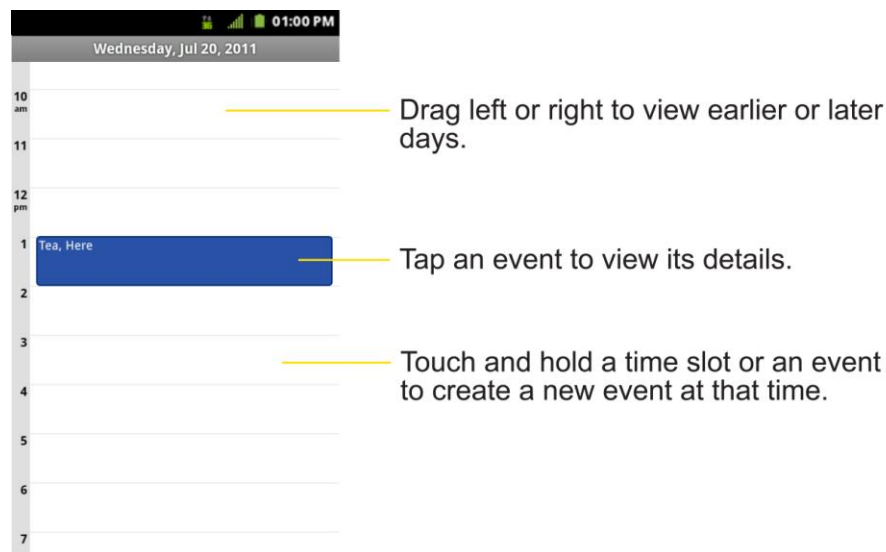 01:00 PM
Wednesday, Jul 20, 2011
10
am
Drag left or right to view earlier or later
days.
11
12
pm
1
Tea, Here
Tap an event to view its details.
2
3
Touch and hold a time slot or an event
to create a new event at that time.
4
5
6
7